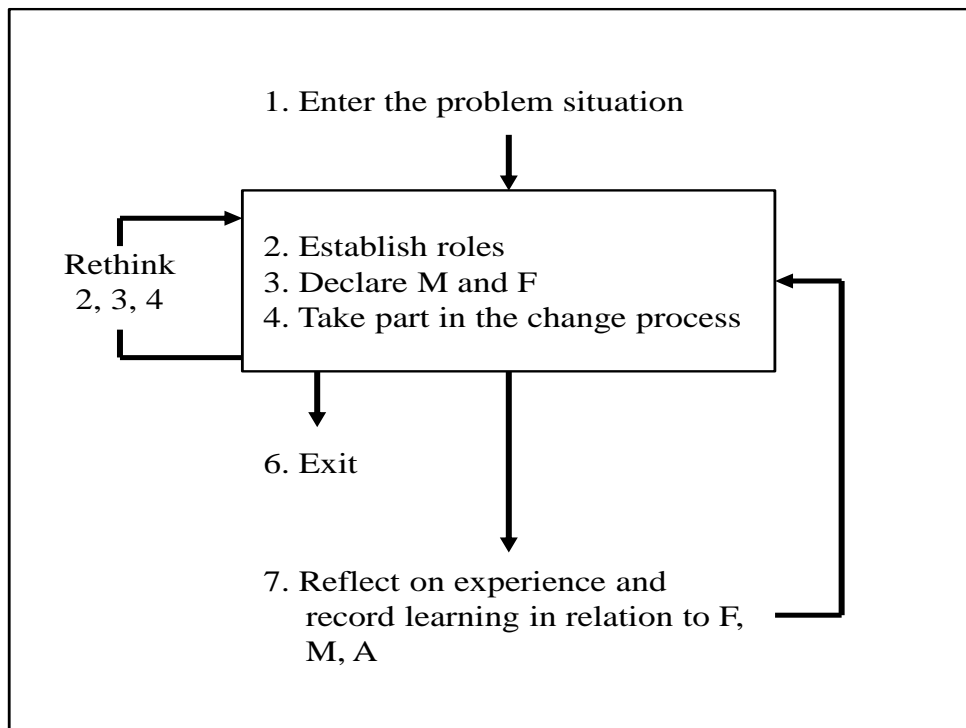 1. Enter the problem situation
Rethink
2, 3, 4
2. Establish roles
3. Declare M and F
4. Take part in the change process
6. Exit
7. Reflect on experience and
record learning in relation to F,
M, A